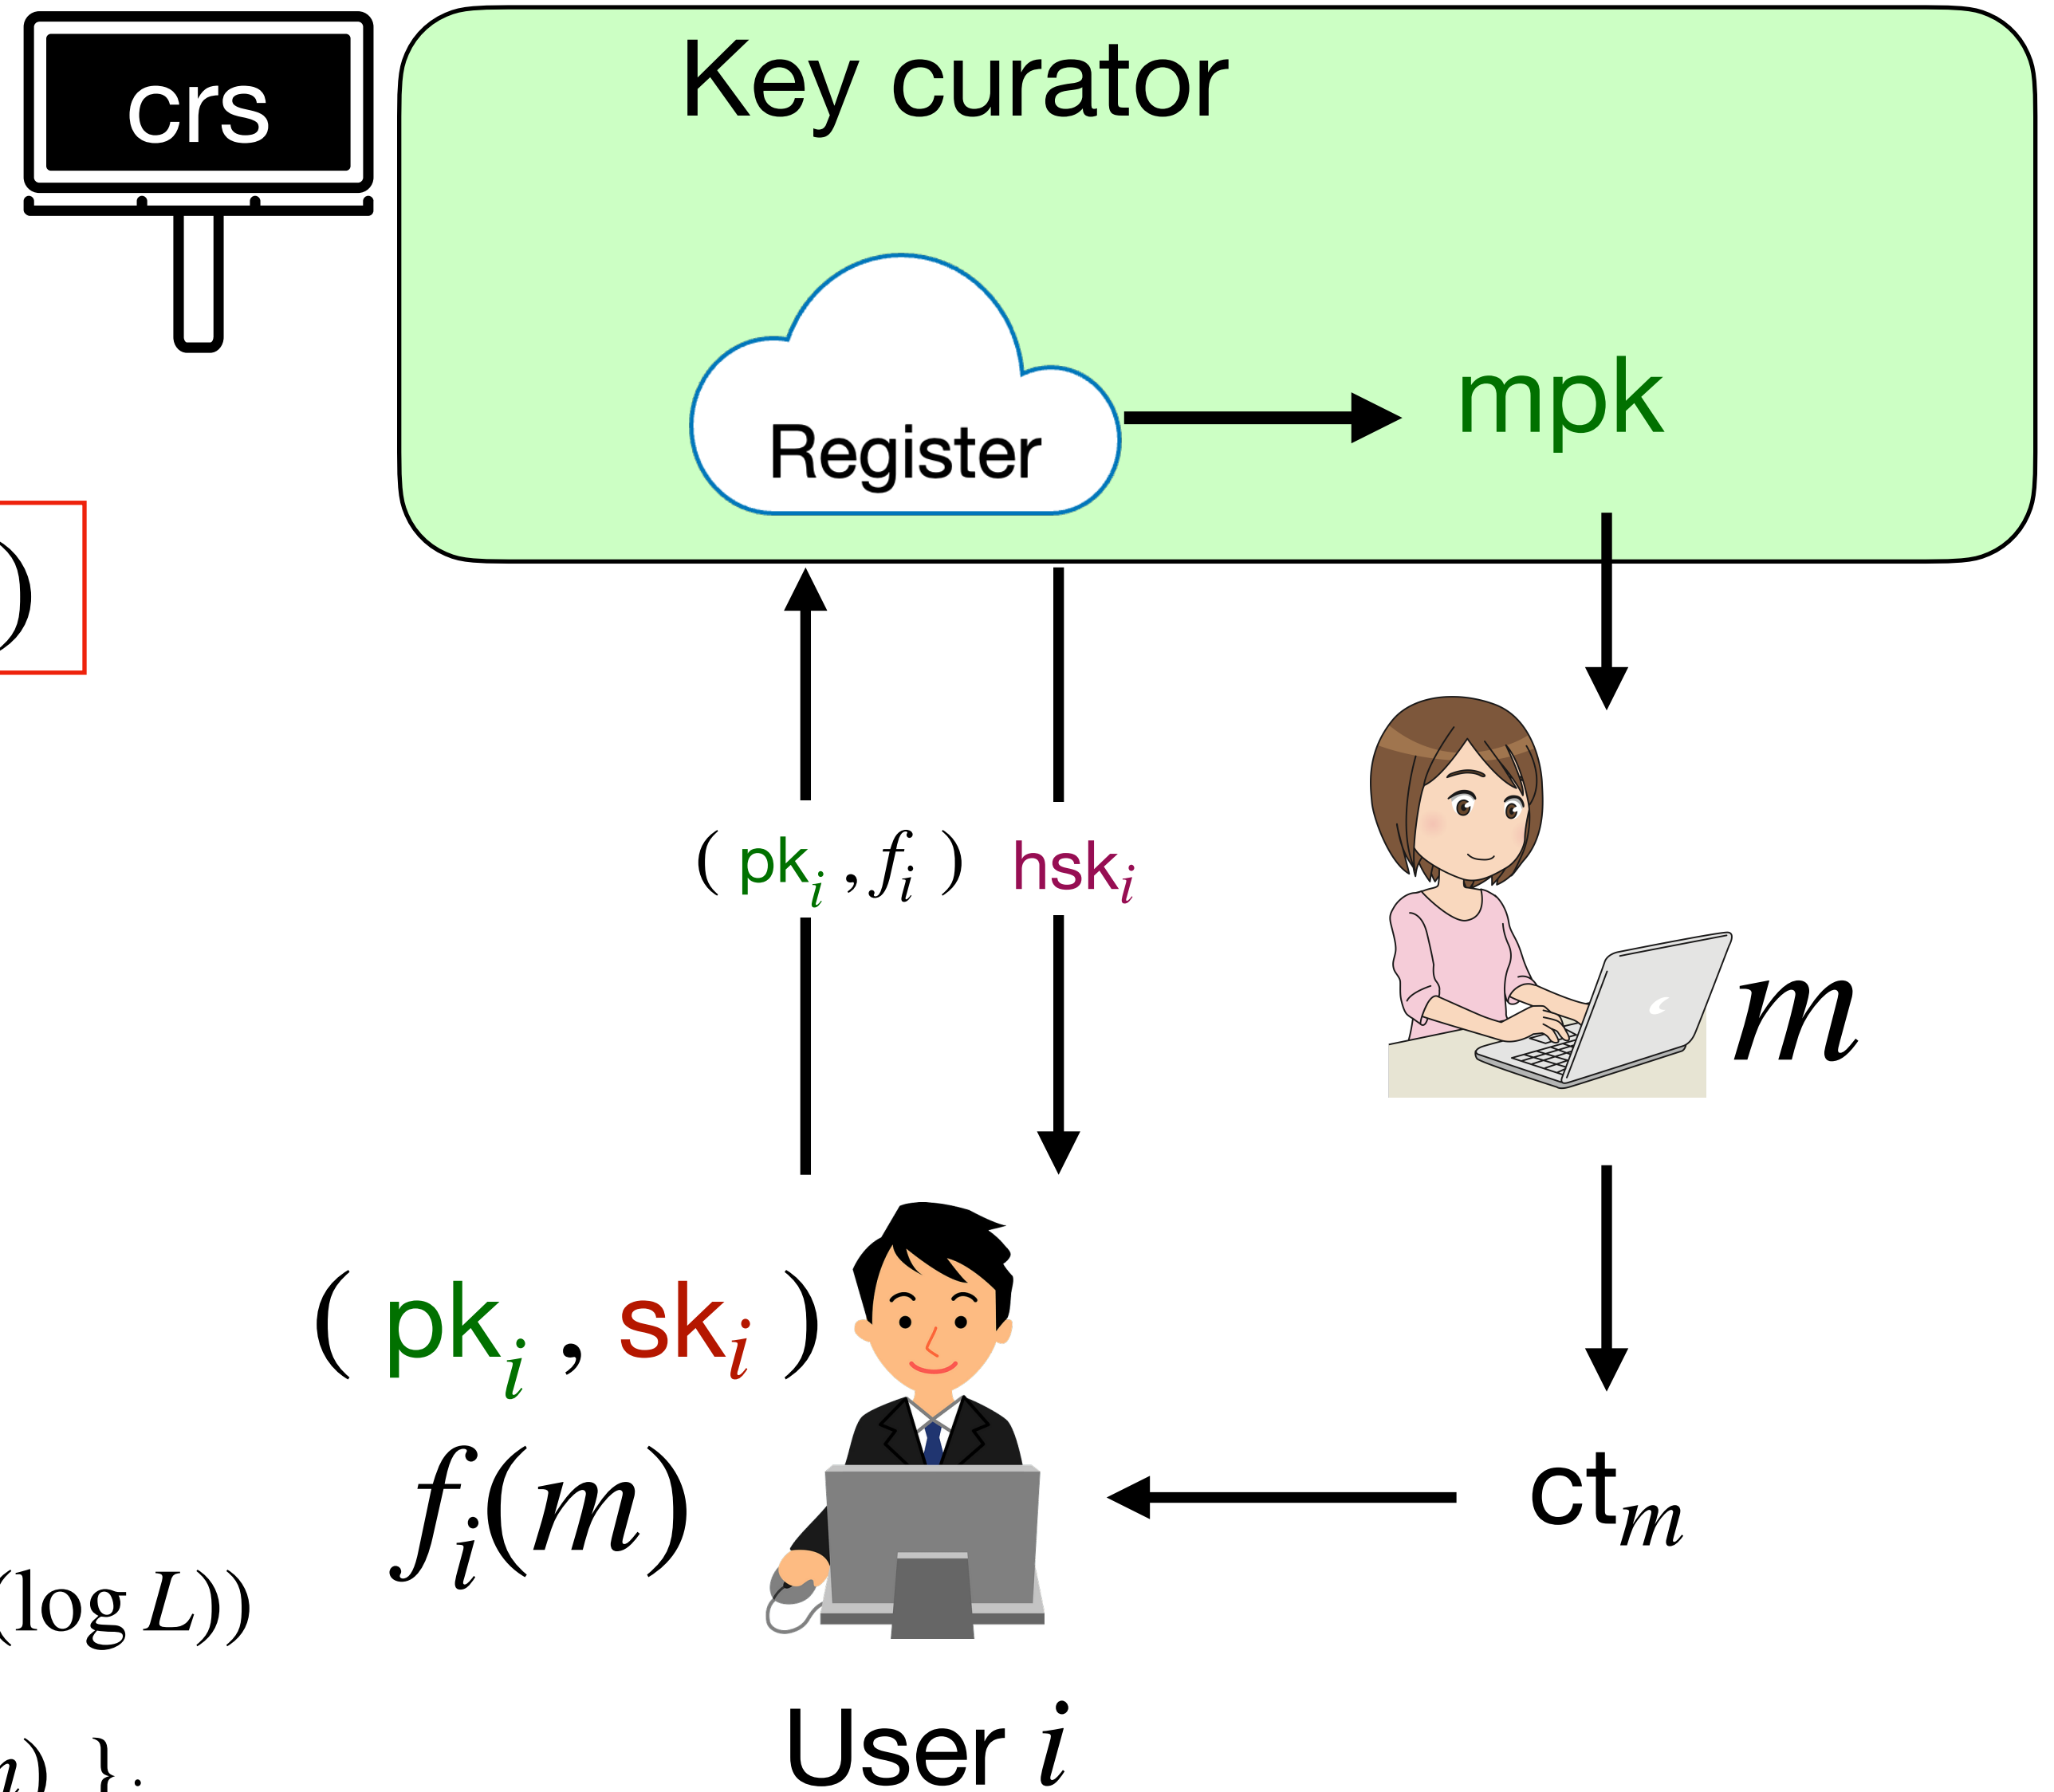 crs
Key curator
Register
mpk
)
( pkᵢ , fᵢ )
hskᵢ
m
( pkᵢ , skᵢ )
fᵢ(m)
ctₘ
(log L))
User i
) }ᵢ